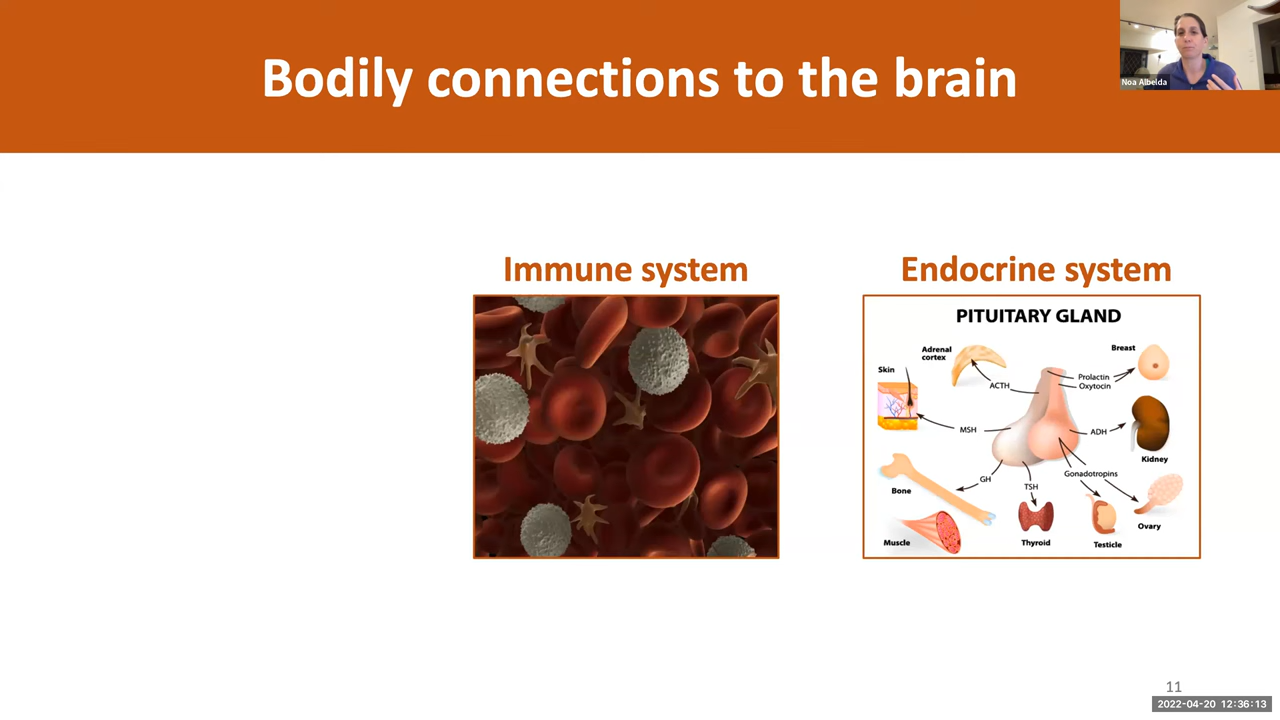 Bodily connections to the brain
Noa Albelda
Immune system
Endocrine system
PITUITARY GLAND
Adrenal
cortex
Breast
Skin
Prolactin
Oxytocin
ACTH
MSH
ADH
Kidney
Gonadotropins
GH
TSH
Bone
Ovary
Muscle
Thyroid
Testicle
11
2022-04-20 12:36:13